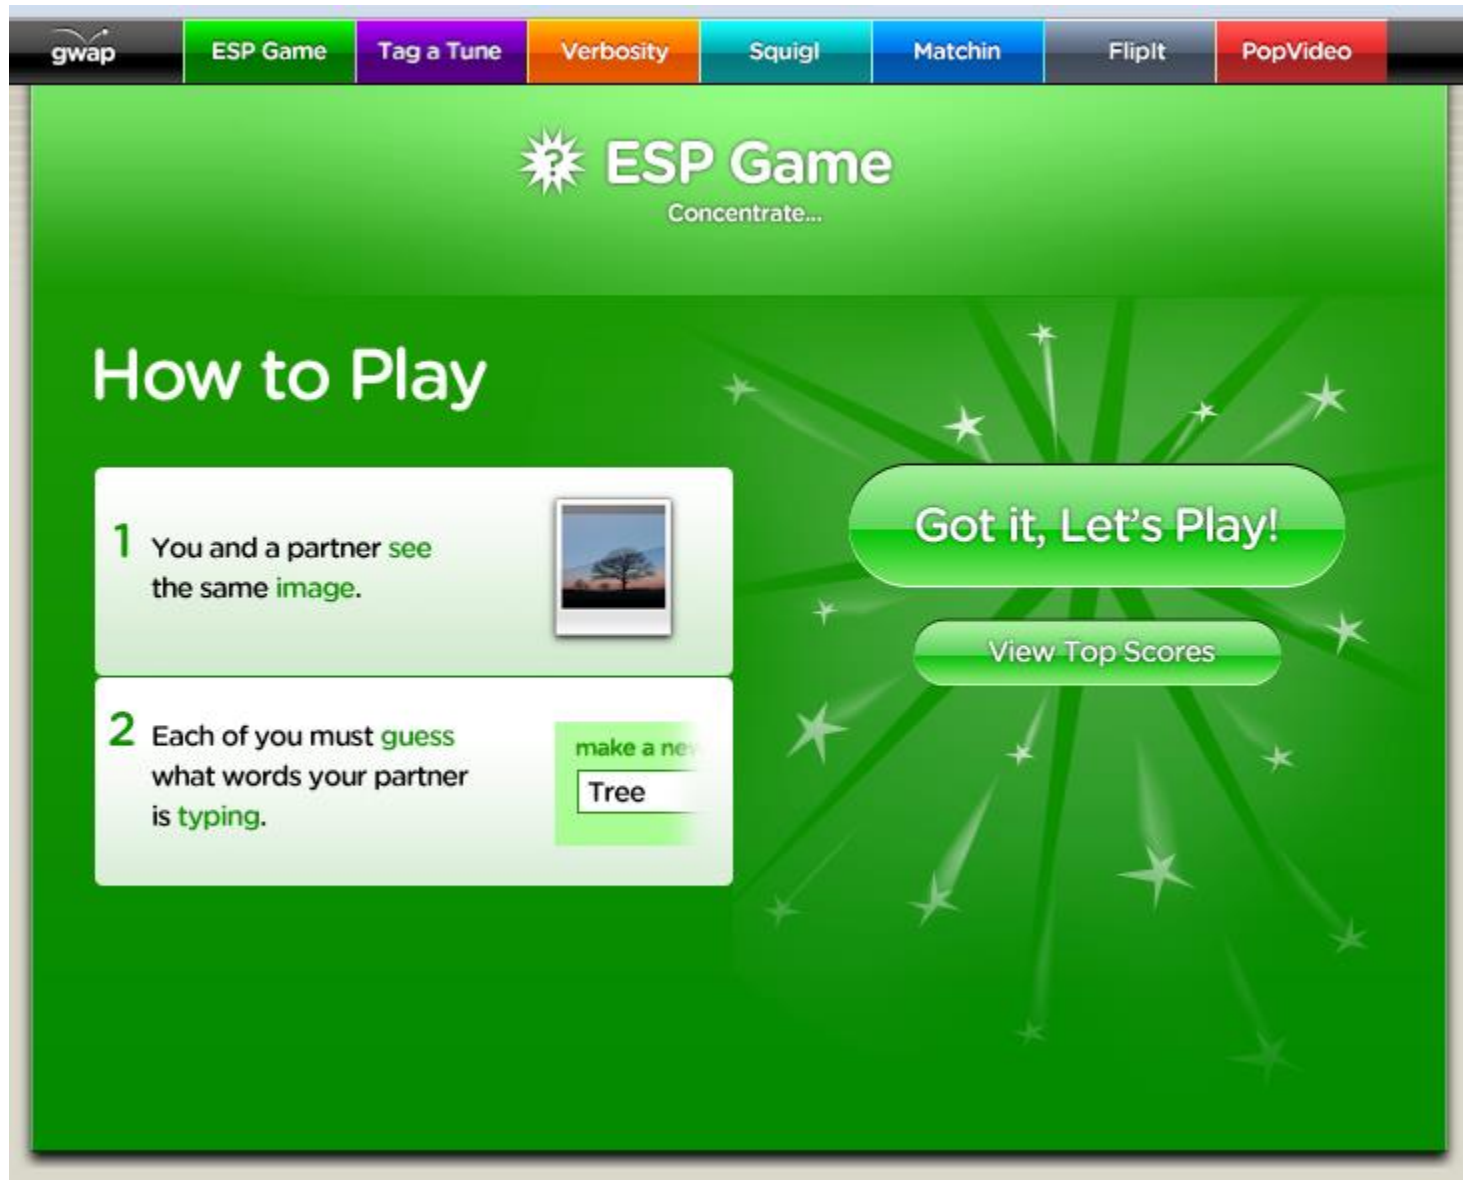 gwap ESP Game Tag a Tune Verbosity Squigl Matchin FlipIt PopVideo
ESP Game
Concentrate...
How to Play
1 You and a partner see
the same image.
2 Each of you must guess
what words your partner
is typing.
make a new
Tree
Got it, Let's Play!
View Top Scores